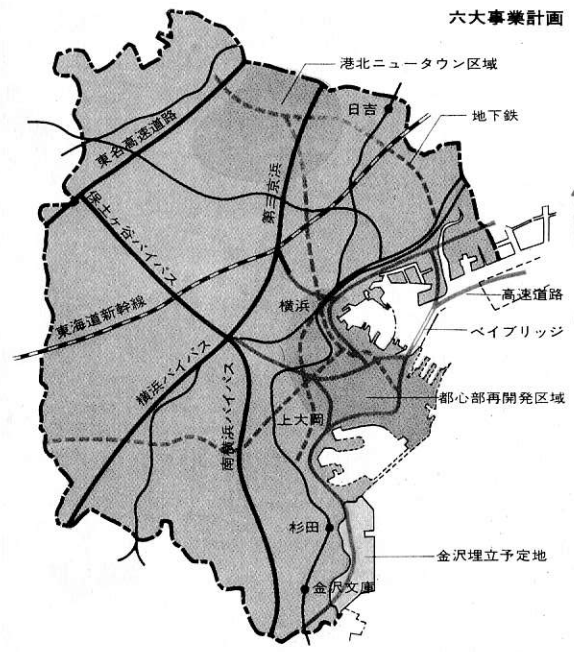 六大事業計画
港北ニュータウン区域
日吉
地下鉄
東名高速道路
第三京浜
保土ヶ谷バイパス
高速道路
横浜
東海道新幹線
ベイブリッジ
横浜バイパス
都心部再開発区域
上大岡
南横浜バイパス
杉田
金沢埋立予定地
金沢文庫